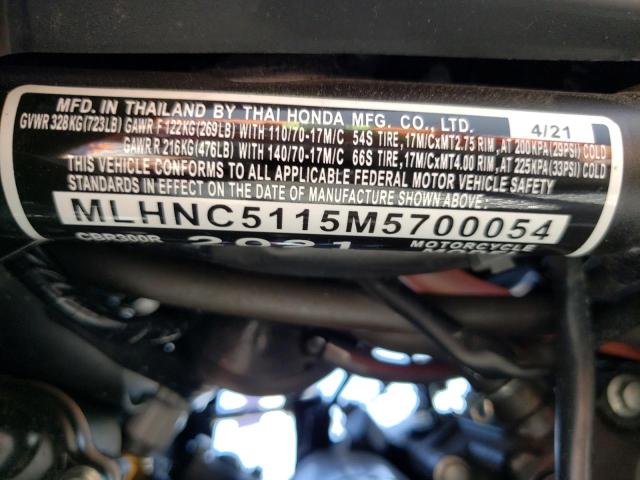 MFD. IN THAILAND BY THAI HONDA MFG. CO., LTD. 4/21
GVWR 328KG(723LB) GAWR F 122KG(269LB) WITH 110/70-17M/C 54S TIRE, 17M/CxMT2.75 RIM, AT 200KPA(29PSI) COLD
GAWR R 216KG(476LB) WITH 140/70-17M/C 66S TIRE, 17M/CxMT4.00 RIM, AT 225KPA(33PSI) COLD
THIS VEHICLE CONFORMS TO ALL APPLICABLE FEDERAL MOTOR VEHICLE SAFETY
STANDARDS IN EFFECT ON THE DATE OF MANUFACTURE SHOWN ABOVE:
MLHNC5115M5700054
CBR300R 2021 MOTORCYCLE